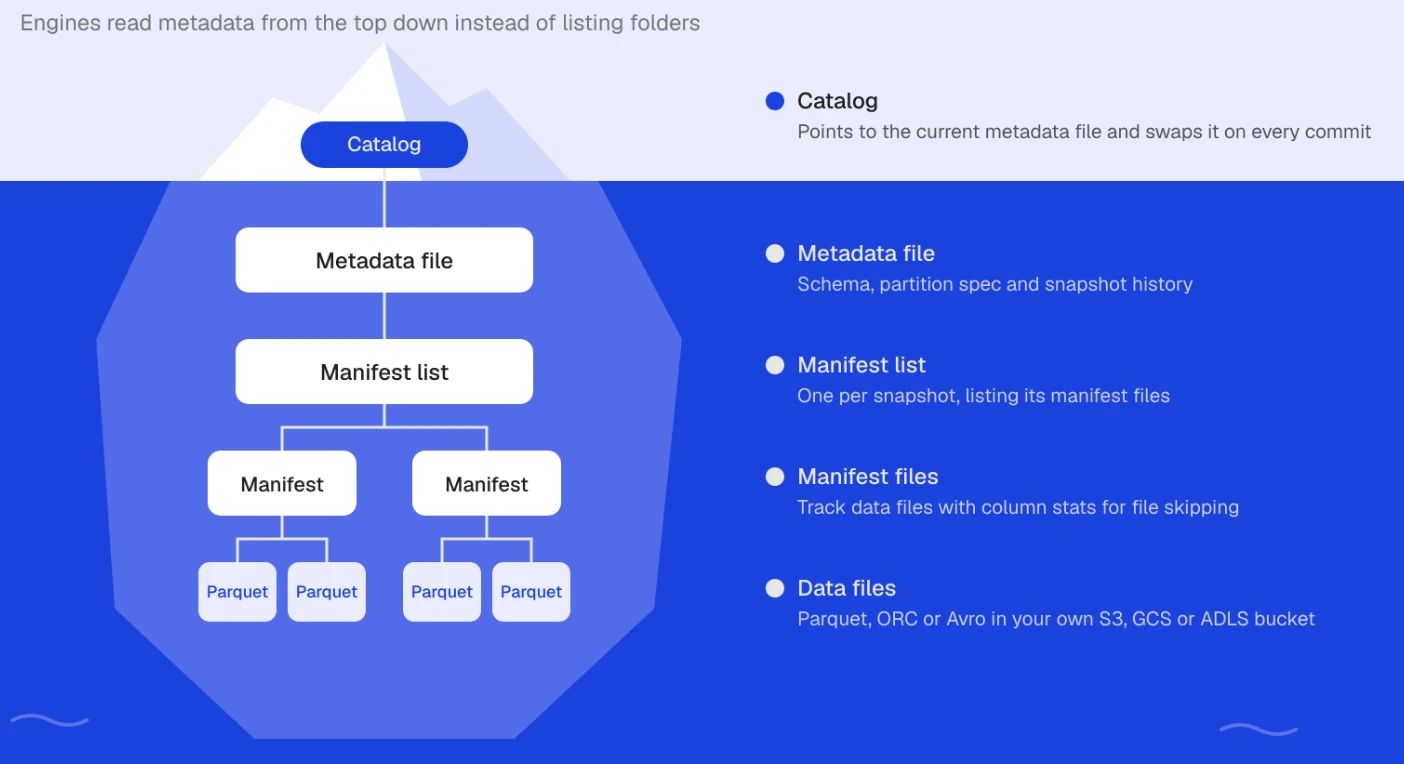 Engines read metadata from the top down instead of listing folders
Catalog
Metadata file
Manifest list
Manifest
Manifest
Parquet
Parquet
Parquet
Parquet
Catalog
Points to the current metadata file and swaps it on every commit
Metadata file
Schema, partition spec and snapshot history
Manifest list
One per snapshot, listing its manifest files
Manifest files
Track data files with column stats for file skipping
Data files
Parquet, ORC or Avro in your own S3, GCS or ADLS bucket